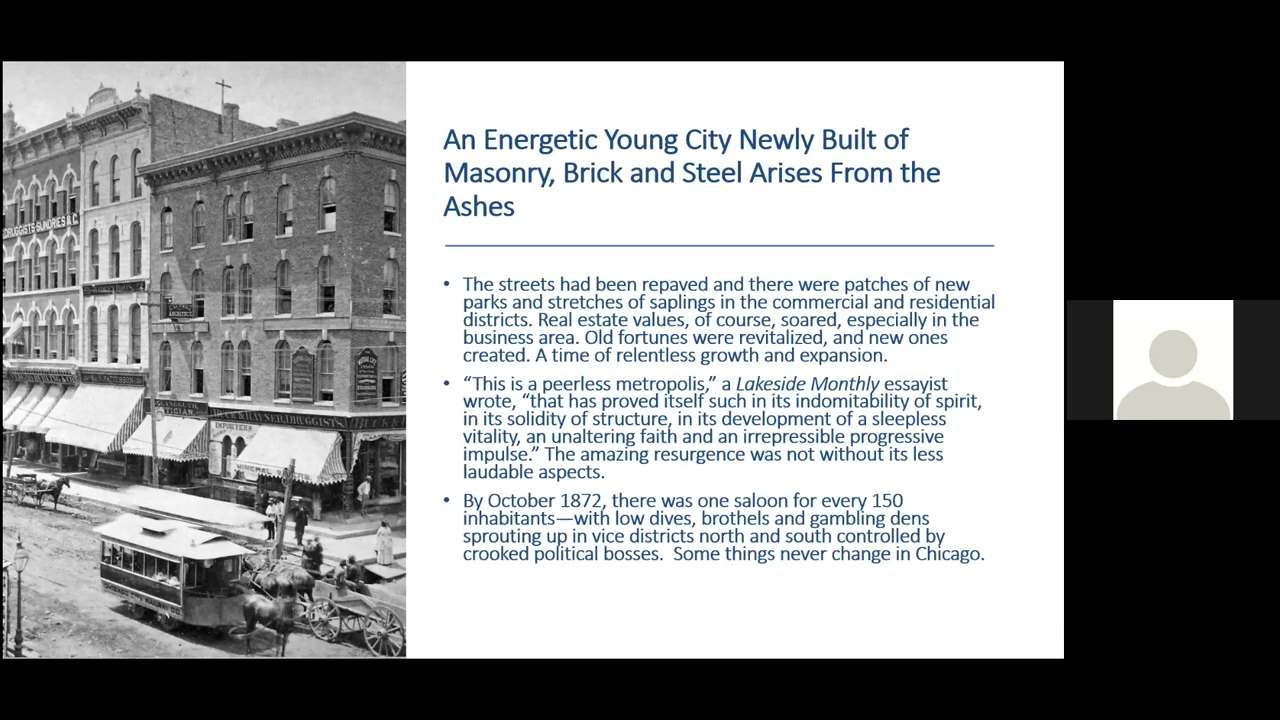 An Energetic Young City Newly Built of
Masonry, Brick and Steel Arises From the
Ashes
• The streets had been repaved and there were patches of new
parks and stretches of saplings in the commercial and residential
districts. Real estate values, of course, soared, especially in the
business area. Old fortunes were revitalized, and new ones
created. A time of relentless growth and expansion.
• “This is a peerless metropolis,” a Lakeside Monthly essayist
wrote, “that has proved itself such in its indomitability of spirit,
in its solidity of structure, in its development of a sleepless
vitality, an unaltering faith and an irrepressible progressive
impulse.” The amazing resurgence was not without its less
laudable aspects.
• By October 1872, there was one saloon for every 150
inhabitants—with low dives, brothels and gambling dens
sprouting up in vice districts north and south controlled by
crooked political bosses.  Some things never change in Chicago.
DRUGGISTS SUNDRIES & C.
ARCHITECT
& RAYNER, DRUGGISTS
IMPORTERS